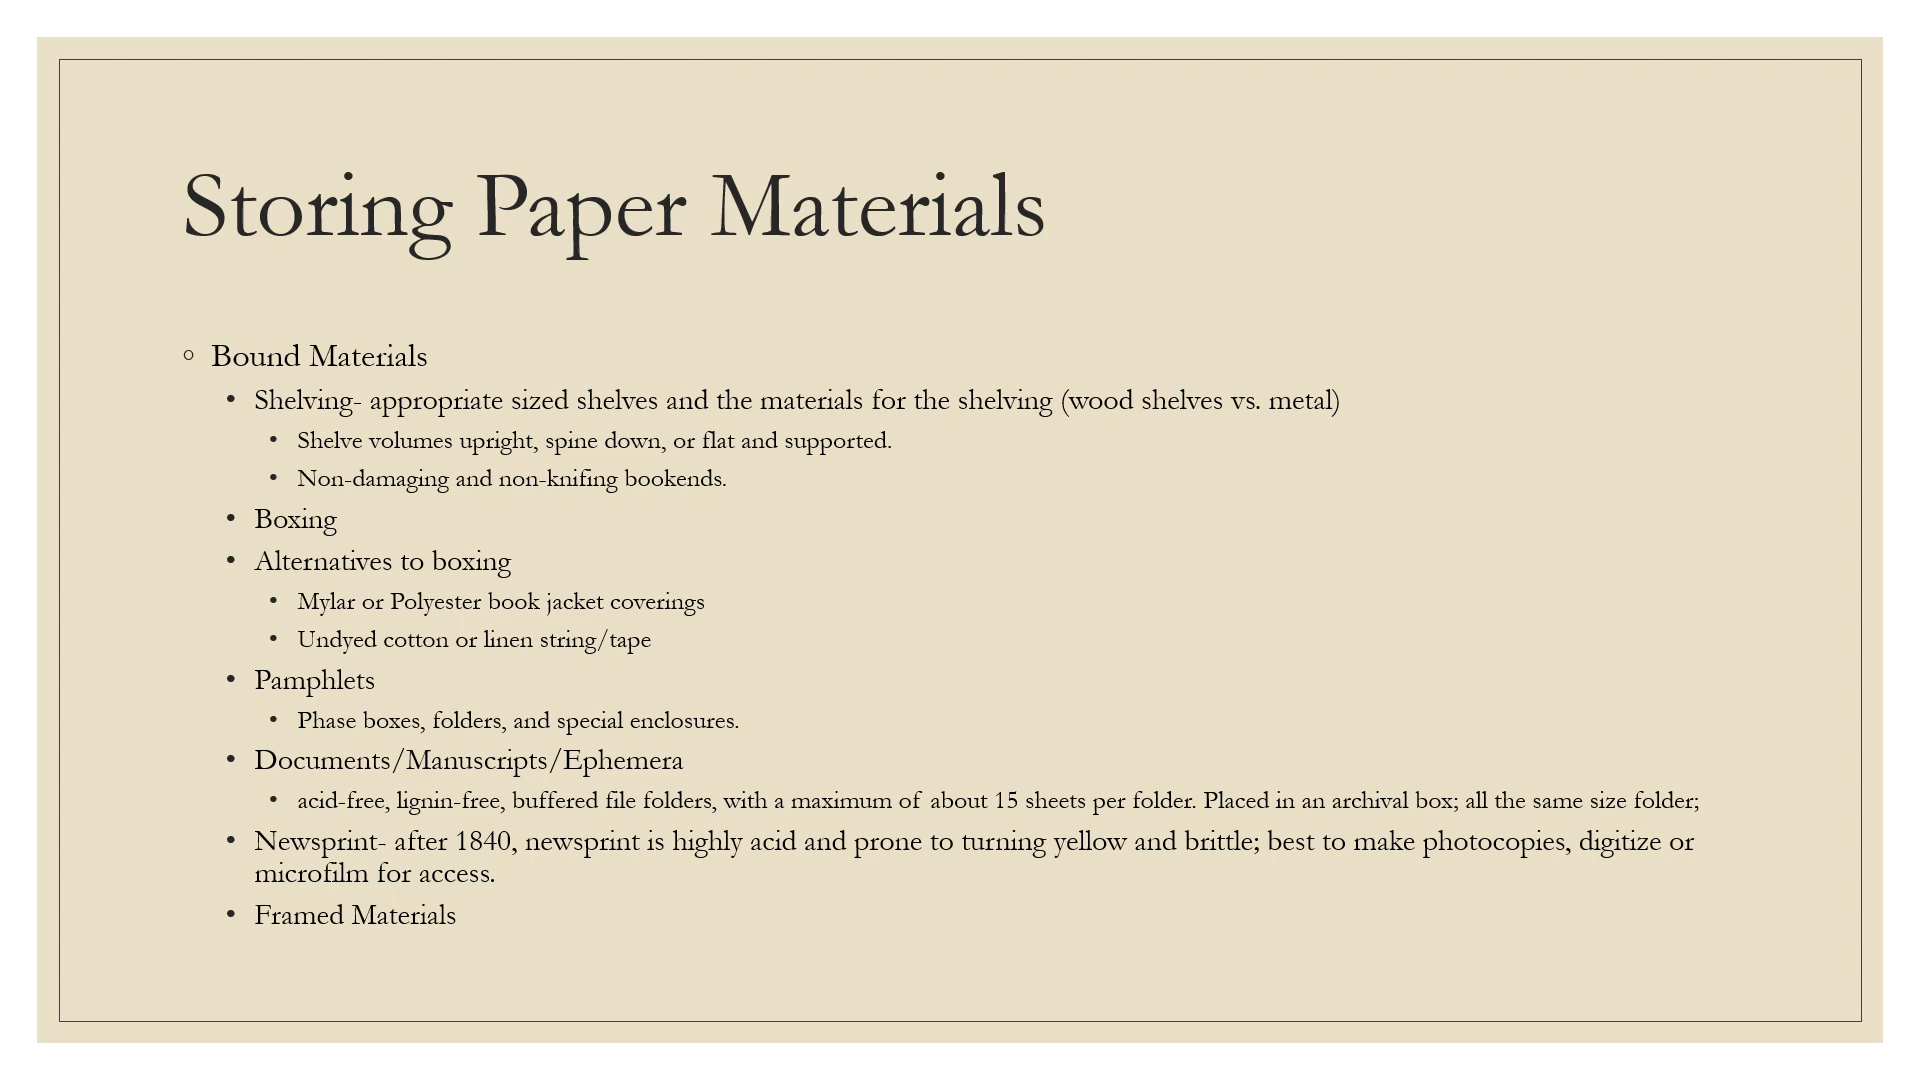 Storing Paper Materials
◦ Bound Materials
• Shelving- appropriate sized shelves and the materials for the shelving (wood shelves vs. metal)
• Shelve volumes upright, spine down, or flat and supported.
• Non-damaging and non-knifing bookends.
• Boxing
• Alternatives to boxing
• Mylar or Polyester book jacket coverings
• Undyed cotton or linen string/tape
• Pamphlets
• Phase boxes, folders, and special enclosures.
• Documents/Manuscripts/Ephemera
• acid-free, lignin-free, buffered file folders, with a maximum of about 15 sheets per folder. Placed in an archival box; all the same size folder;
• Newsprint- after 1840, newsprint is highly acid and prone to turning yellow and brittle; best to make photocopies, digitize or
microfilm for access.
• Framed Materials